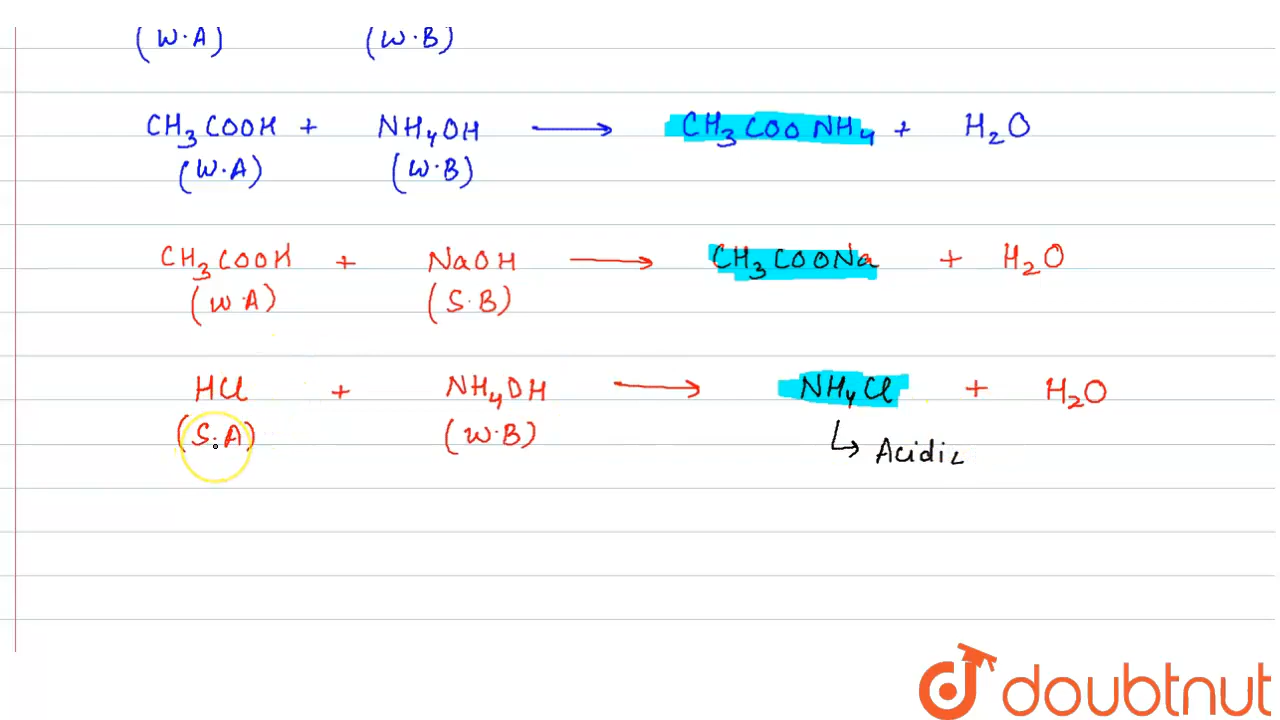 (W.A) (W.B)
CH3COOH + NH4OH → CH3COONH4 + H2O
(W.A) (W.B)
CH3COOH + NaOH → CH3COONa + H2O
(W.A) (S.B)
HCl + NH4OH → NH4Cl + H2O
(S.A) (W.B) ↳ Acidic
doubtnut